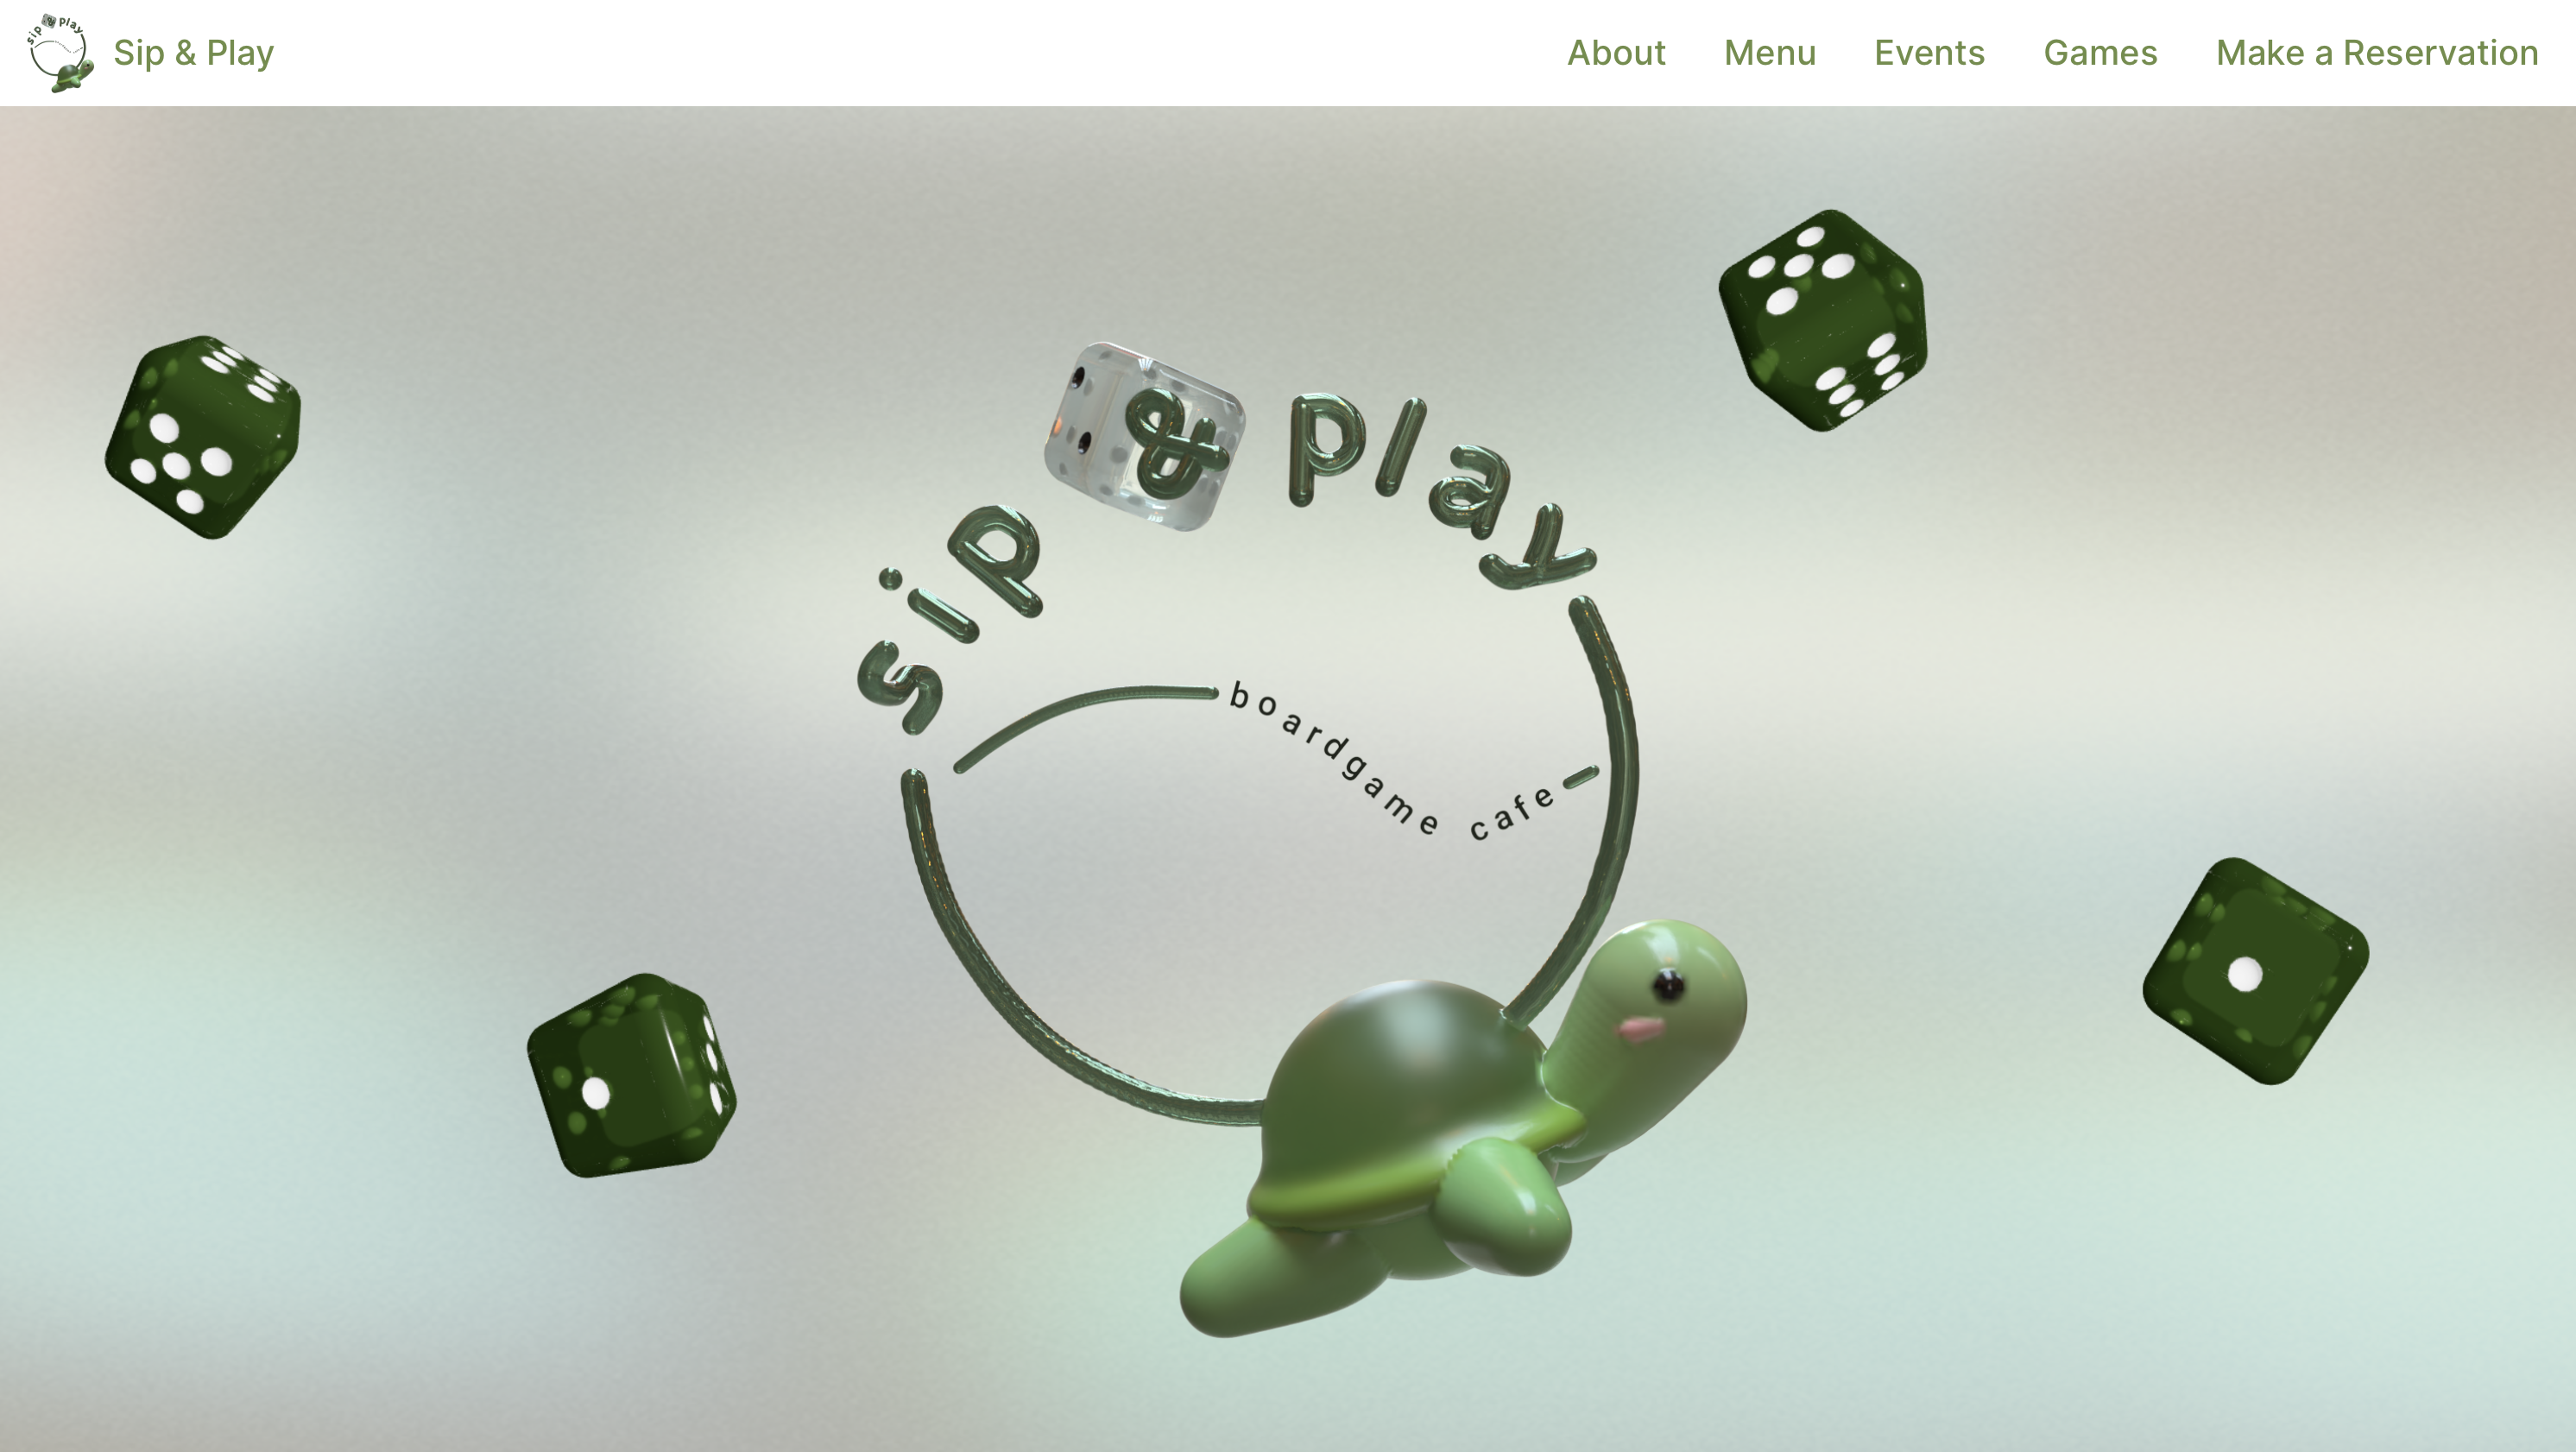 sip & play
Sip & Play
About
Menu
Events
Games
Make a Reservation
sip & play
boardgame cafe